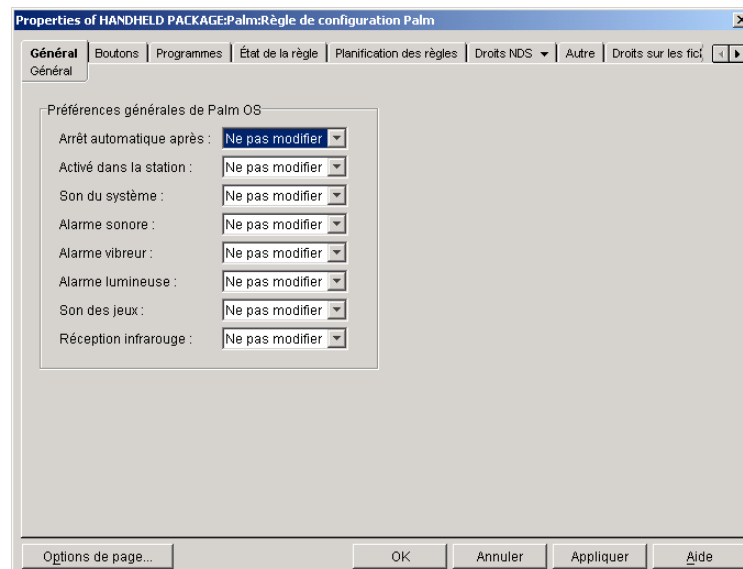 Properties of HANDHELD PACKAGE:Palm:Règle de configuration Palm
Général Boutons Programmes État de la règle Planification des règles Droits NDS Autre Droits sur les
Général
Préférences générales de Palm OS
Arrêt automatique après : Ne pas modifier
Activé dans la station : Ne pas modifier
Son du système : Ne pas modifier
Alarme sonore : Ne pas modifier
Alarme vibreur : Ne pas modifier
Alarme lumineuse : Ne pas modifier
Son des jeux : Ne pas modifier
Réception infrarouge : Ne pas modifier
Options de page... OK Annuler Appliquer Aide